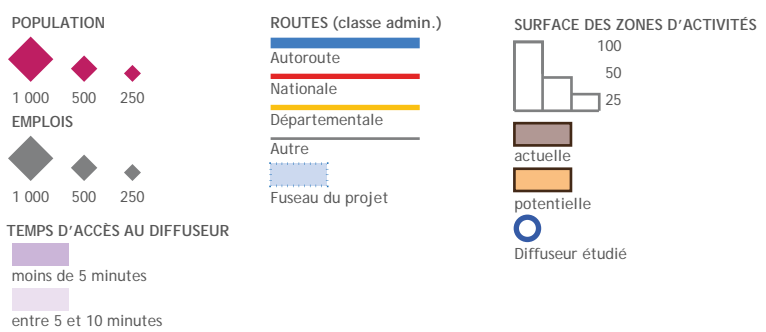 POPULATION
1 000 500 250
EMPLOIS
1 000 500 250
TEMPS D'ACCÈS AU DIFFUSEUR
moins de 5 minutes
entre 5 et 10 minutes
ROUTES (classe admin.)
Autoroute
Nationale
Départementale
Autre
Fuseau du projet
SURFACE DES ZONES D'ACTIVITÉS
100
50
25
actuelle
potentielle
Diffuseur étudié